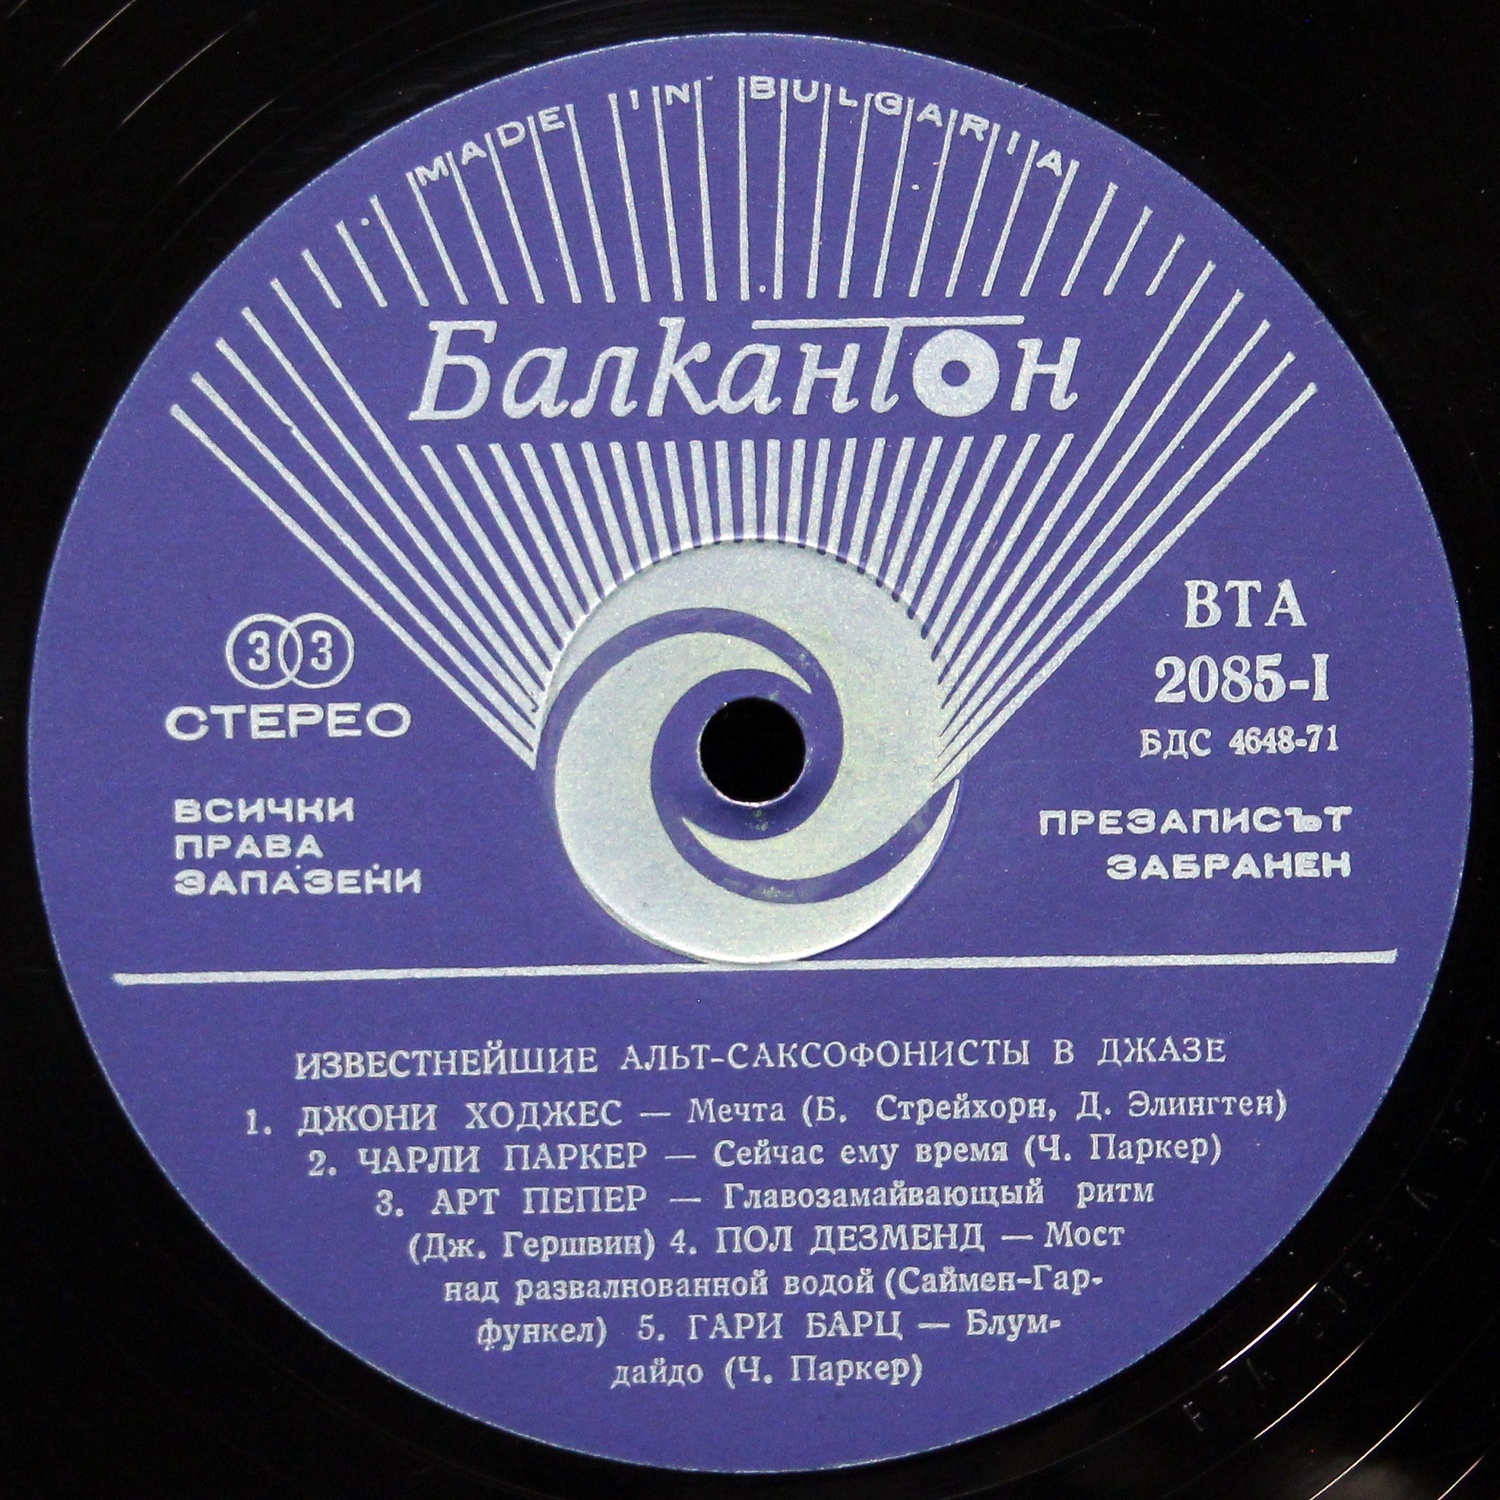 MADE IN BULGARIA
Балкантон
33
СТЕРЕО
ВСИЧКИ
ПРАВА
ЗАПАЗЕНИ
ВТА
2085-I
БДС 4648-71
ПРЕЗАПИСЪТ
ЗАБРАНЕН
ИЗВЕСТНЕЙШИЕ АЛЬТ-САКСОФОНИСТЫ В ДЖАЗЕ
1. ДЖОНИ ХОДЖЕС — Мечта (Б. Стрейхорн, Д. Элингтен)
2. ЧАРЛИ ПАРКЕР — Сейчас ему время (Ч. Паркер)
3. АРТ ПЕПЕР — Главозамайвающый ритм
(Дж. Гершвин) 4. ПОЛ ДЕЗМЕНД — Мост
над развалнованной водой (Саймен-Гар-
функел) 5. ГАРИ БАРЦ — Блум-
дайдо (Ч. Паркер)